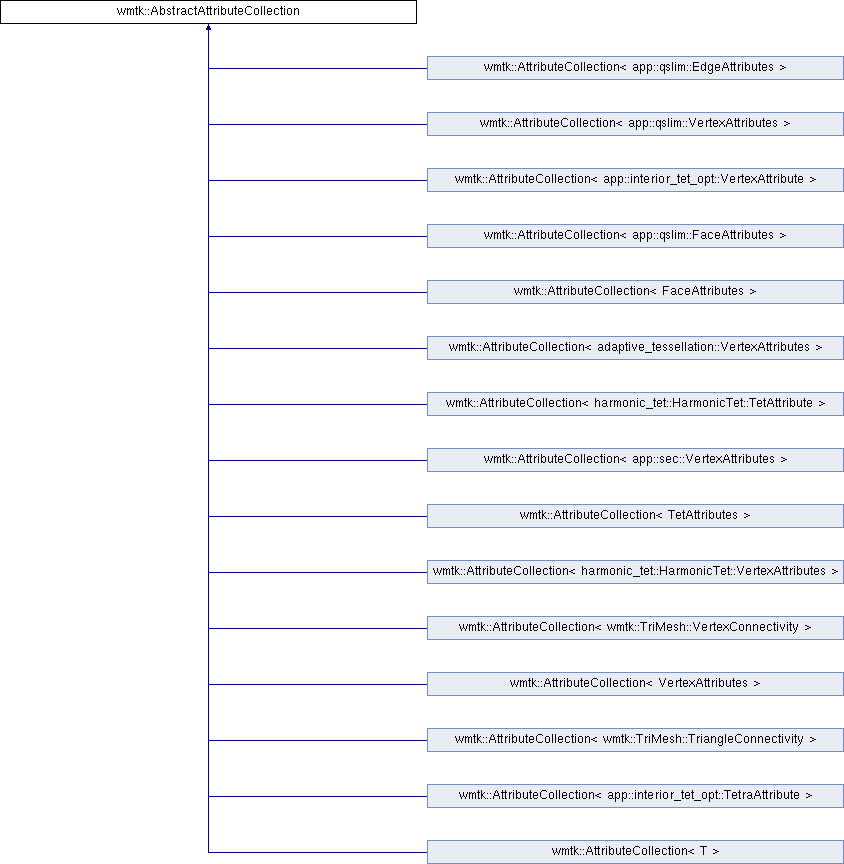 wmtk::AbstractAttributeCollection
wmtk::AttributeCollection< app::qslim::EdgeAttributes >
wmtk::AttributeCollection< app::qslim::VertexAttributes >
wmtk::AttributeCollection< app::interior_tet_opt::VertexAttribute >
wmtk::AttributeCollection< app::qslim::FaceAttributes >
wmtk::AttributeCollection< FaceAttributes >
wmtk::AttributeCollection< adaptive_tessellation::VertexAttributes >
wmtk::AttributeCollection< harmonic_tet::HarmonicTet::TetAttribute >
wmtk::AttributeCollection< app::sec::VertexAttributes >
wmtk::AttributeCollection< TetAttributes >
wmtk::AttributeCollection< harmonic_tet::HarmonicTet::VertexAttributes >
wmtk::AttributeCollection< wmtk::TriMesh::VertexConnectivity >
wmtk::AttributeCollection< VertexAttributes >
wmtk::AttributeCollection< wmtk::TriMesh::TriangleConnectivity >
wmtk::AttributeCollection< app::interior_tet_opt::TetraAttribute >
wmtk::AttributeCollection< T >